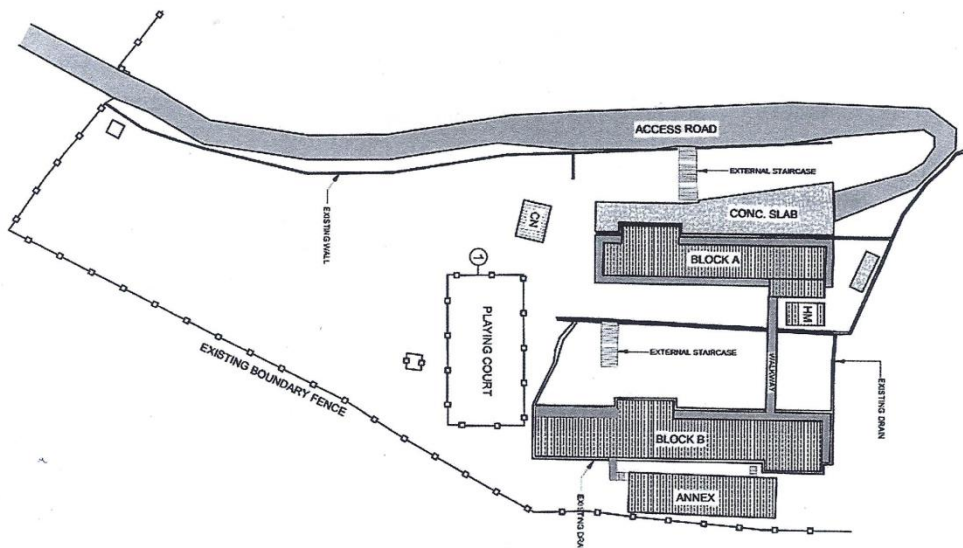 ACCESS ROAD
EXTERNAL STAIRCASE
CONC. SLAB
EXISTING WALL
CN
BLOCK A
1
HM
PLAYING COURT
EXTERNAL STAIRCASE
WALKWAY
EXISTING DRAIN
EXISTING BOUNDARY FENCE
BLOCK B
EXISTING DRA
ANNEX